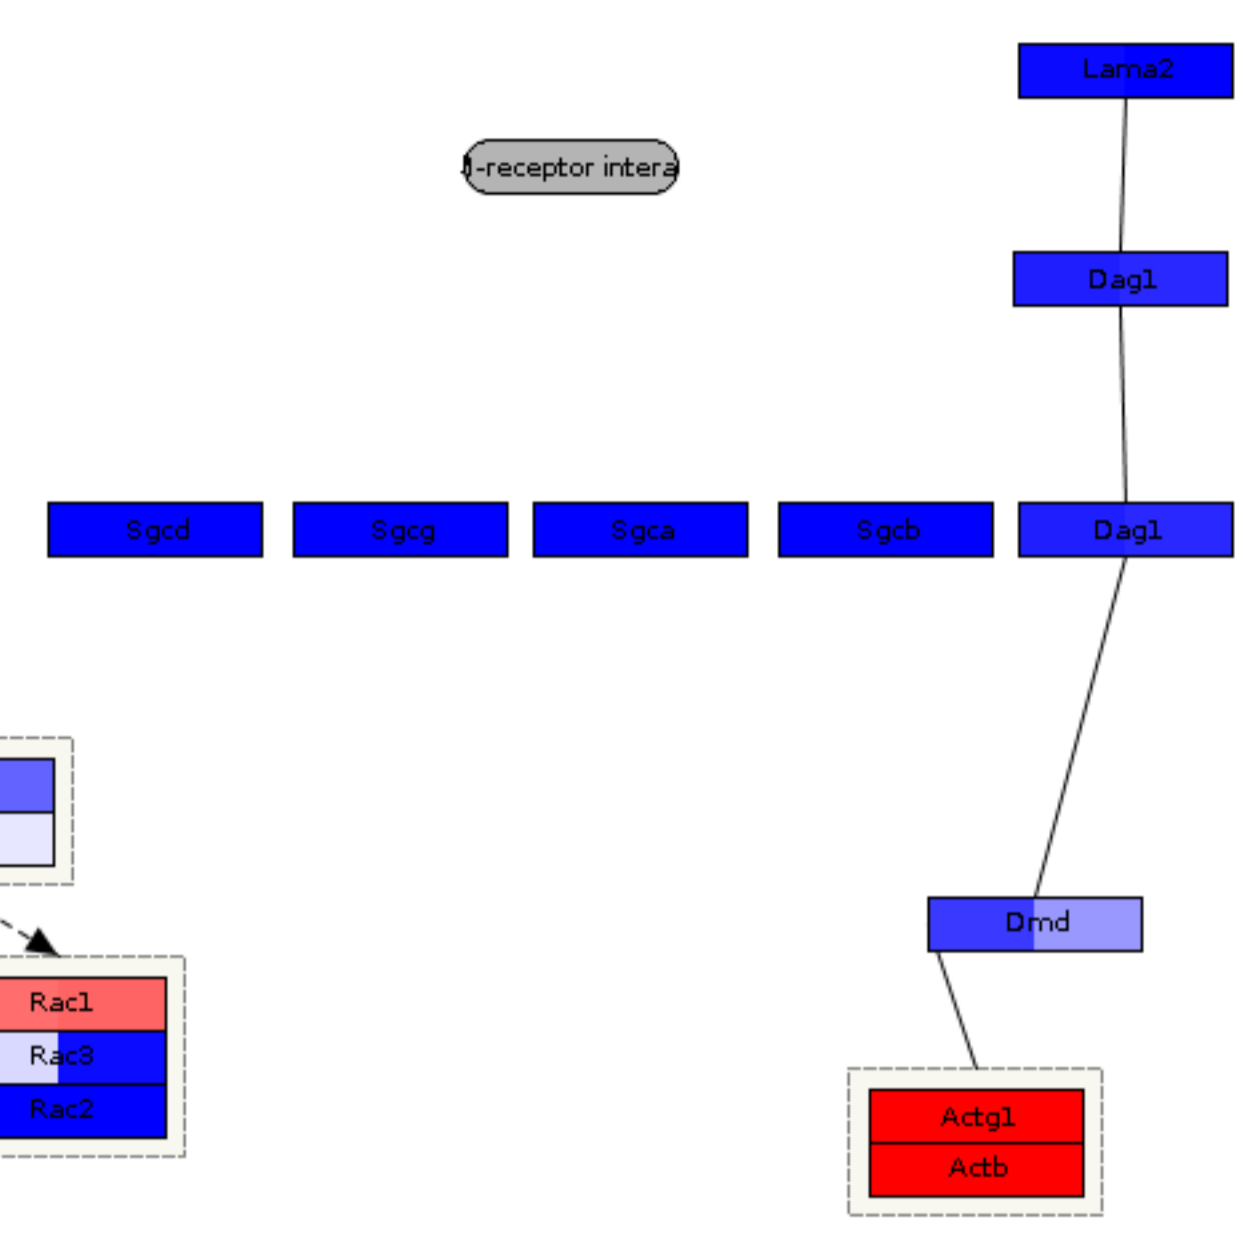 Lama2
-receptor intera
Dag1
Sgcd
Sgcg
Sgca
Sgcb
Dag1
Dmd
Rac1
Rac3
Rac2
Actg1
Actb